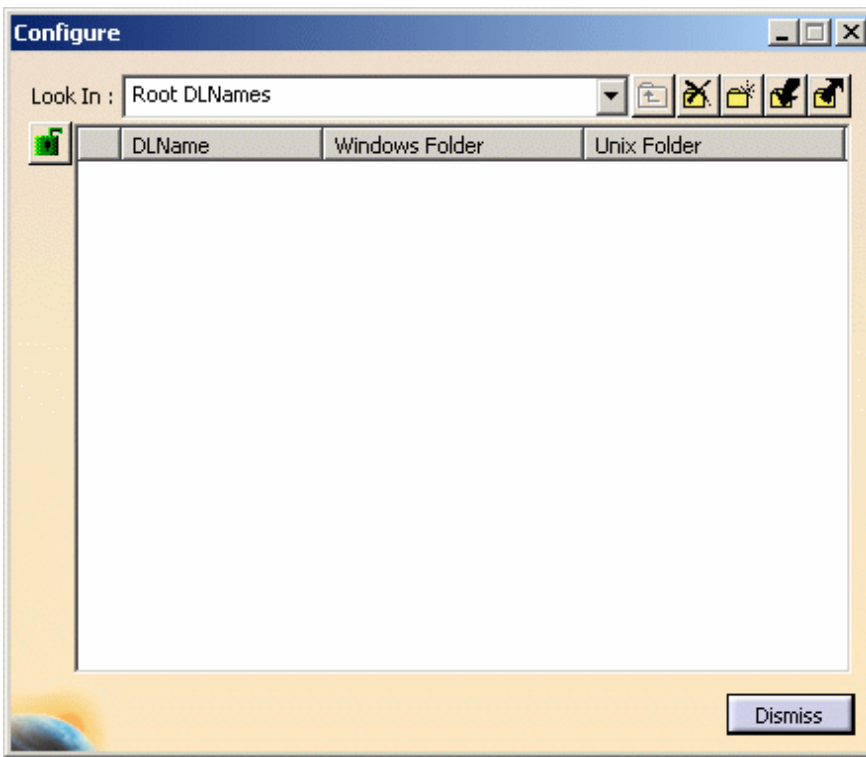 Configure
Look In : Root DLNames
DLName Windows Folder Unix Folder
Dismiss